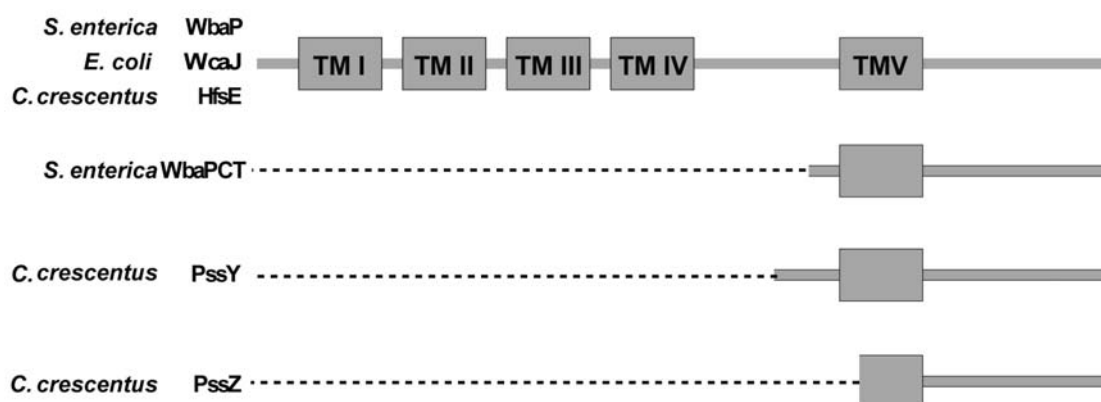 S. enterica WbaP
E. coli WcaJ TM I TM II TM III TM IV TMV
C. crescentus HfsE
S. enterica WbaPCT
C. crescentus PssY
C. crescentus PssZ